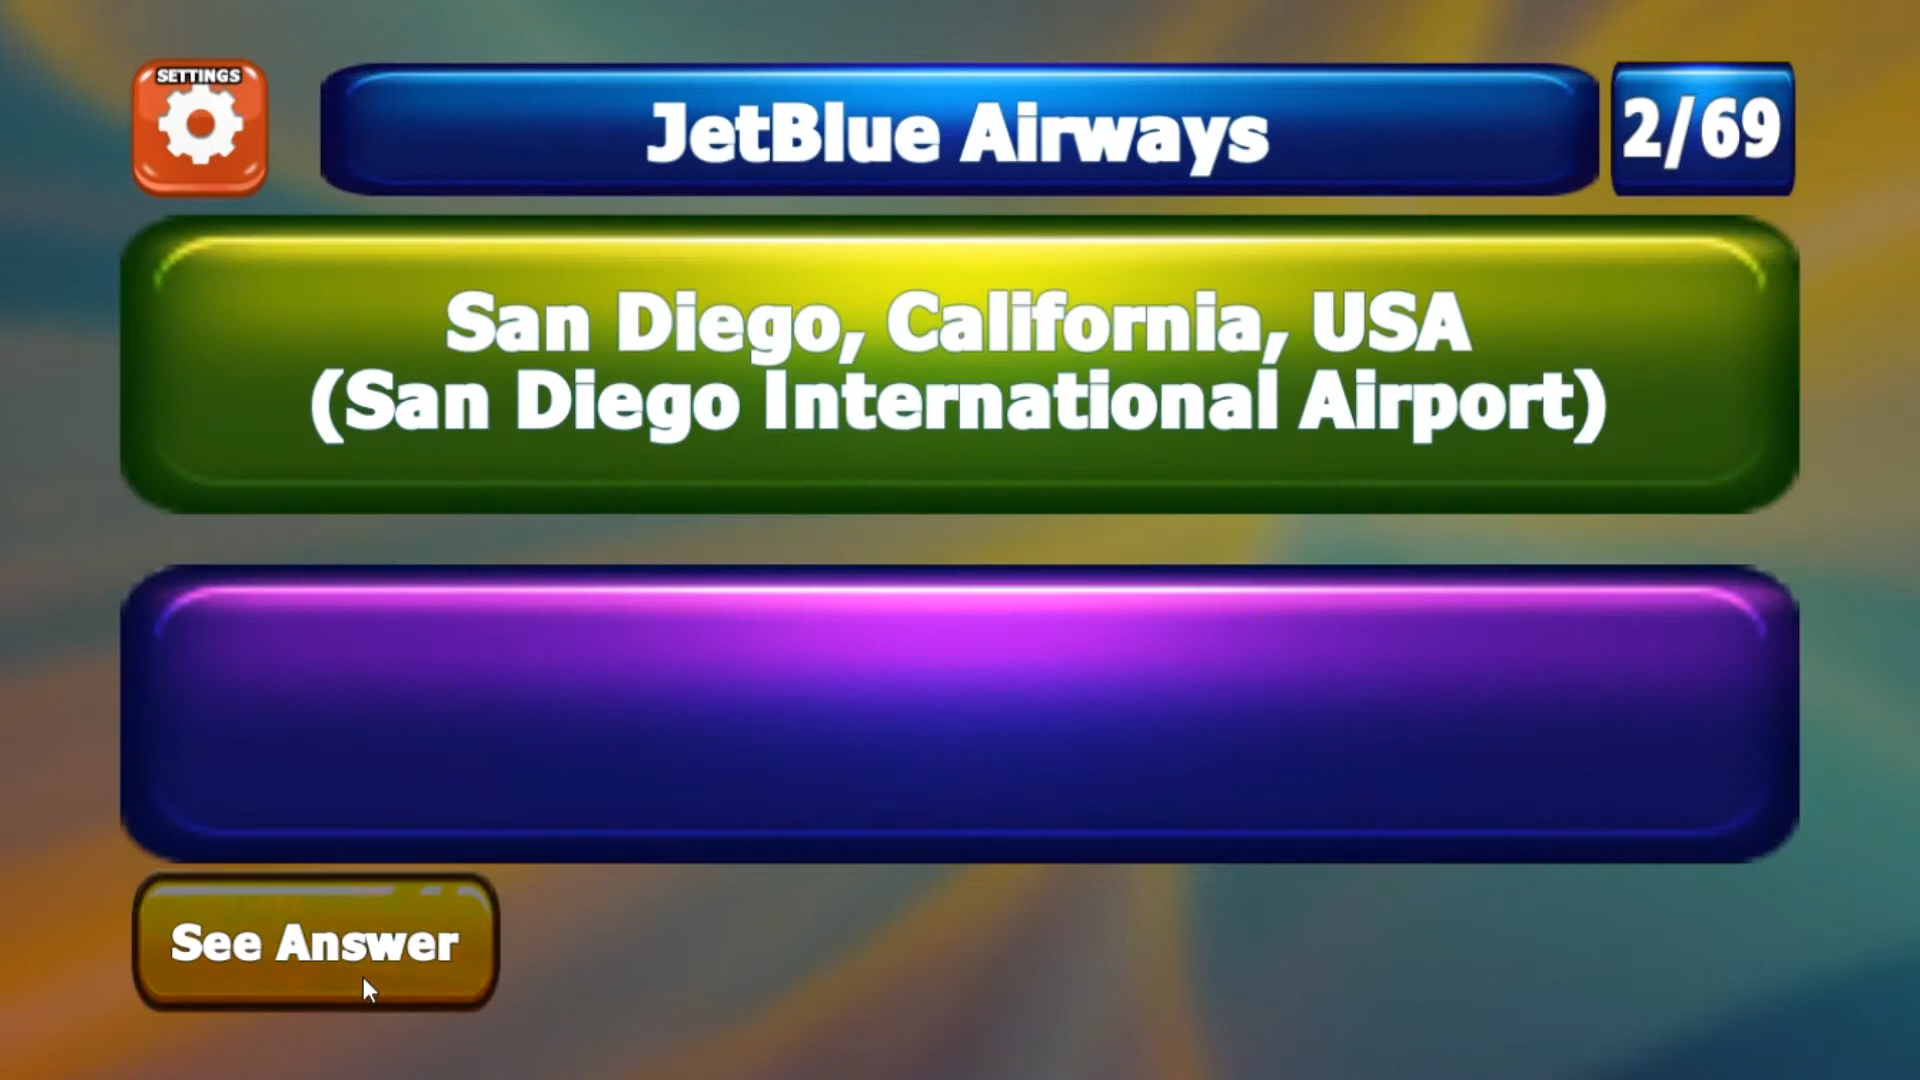 SETTINGS
JetBlue Airways
2/69
San Diego, California, USA
(San Diego International Airport)
See Answer